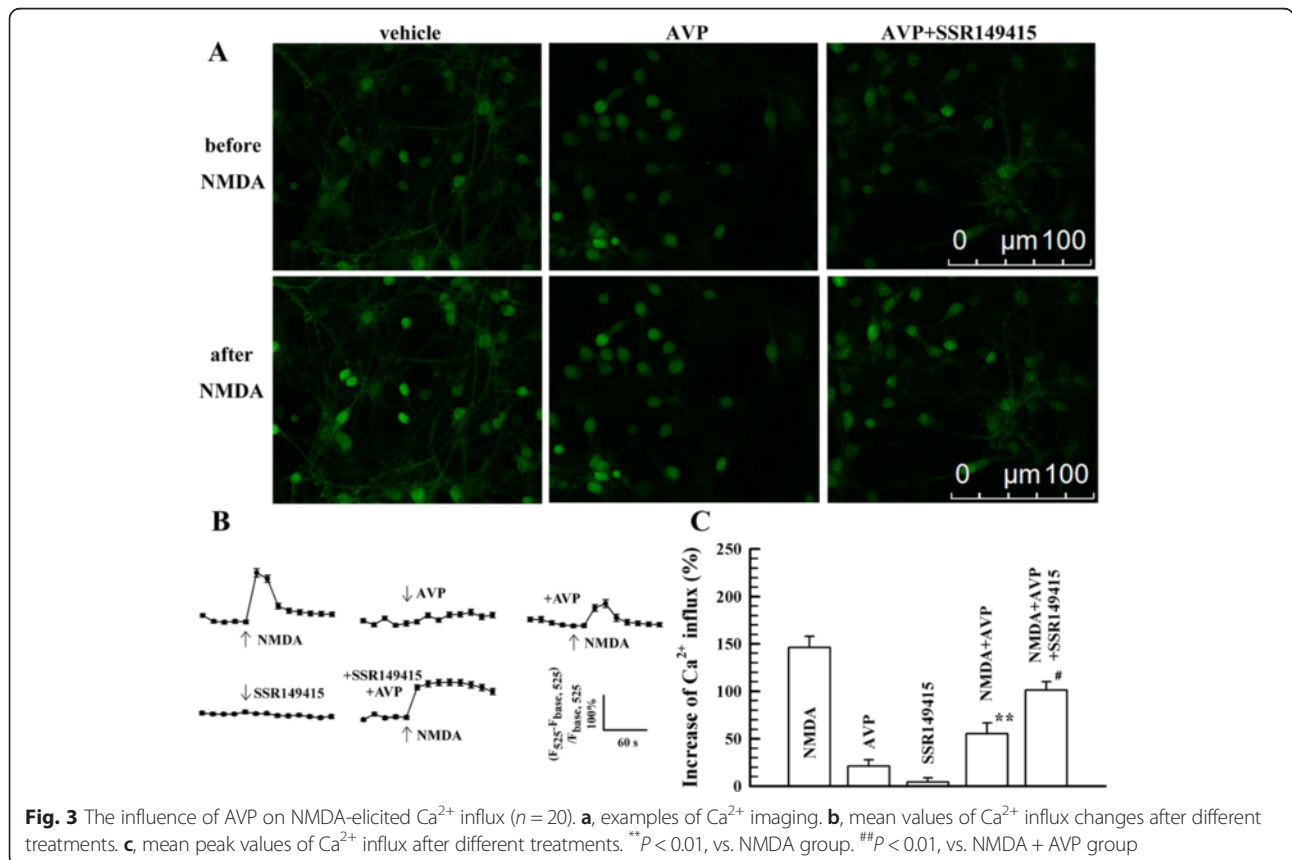 vehicle AVP AVP+SSR149415
A
before
NMDA
0 µm 100
after
NMDA
0 µm 100
B
NMDA
↓ AVP
+AVP
↑ NMDA
↑ NMDA
↓ SSR149415
+SSR149415
+AVP
↑ NMDA
(F525-Fbase, 525)
/Fbase, 525
100%
60 s
C
Increase of Ca2+ influx (%)
250
200
150
100
50
0
NMDA
AVP
SSR149415
NMDA+AVP
**
NMDA+AVP
+SSR149415
#
Fig. 3 The influence of AVP on NMDA-elicited Ca2+ influx (n = 20). a, examples of Ca2+ imaging. b, mean values of Ca2+ influx changes after different
treatments. c, mean peak values of Ca2+ influx after different treatments. **P < 0.01, vs. NMDA group. ##P < 0.01, vs. NMDA + AVP group